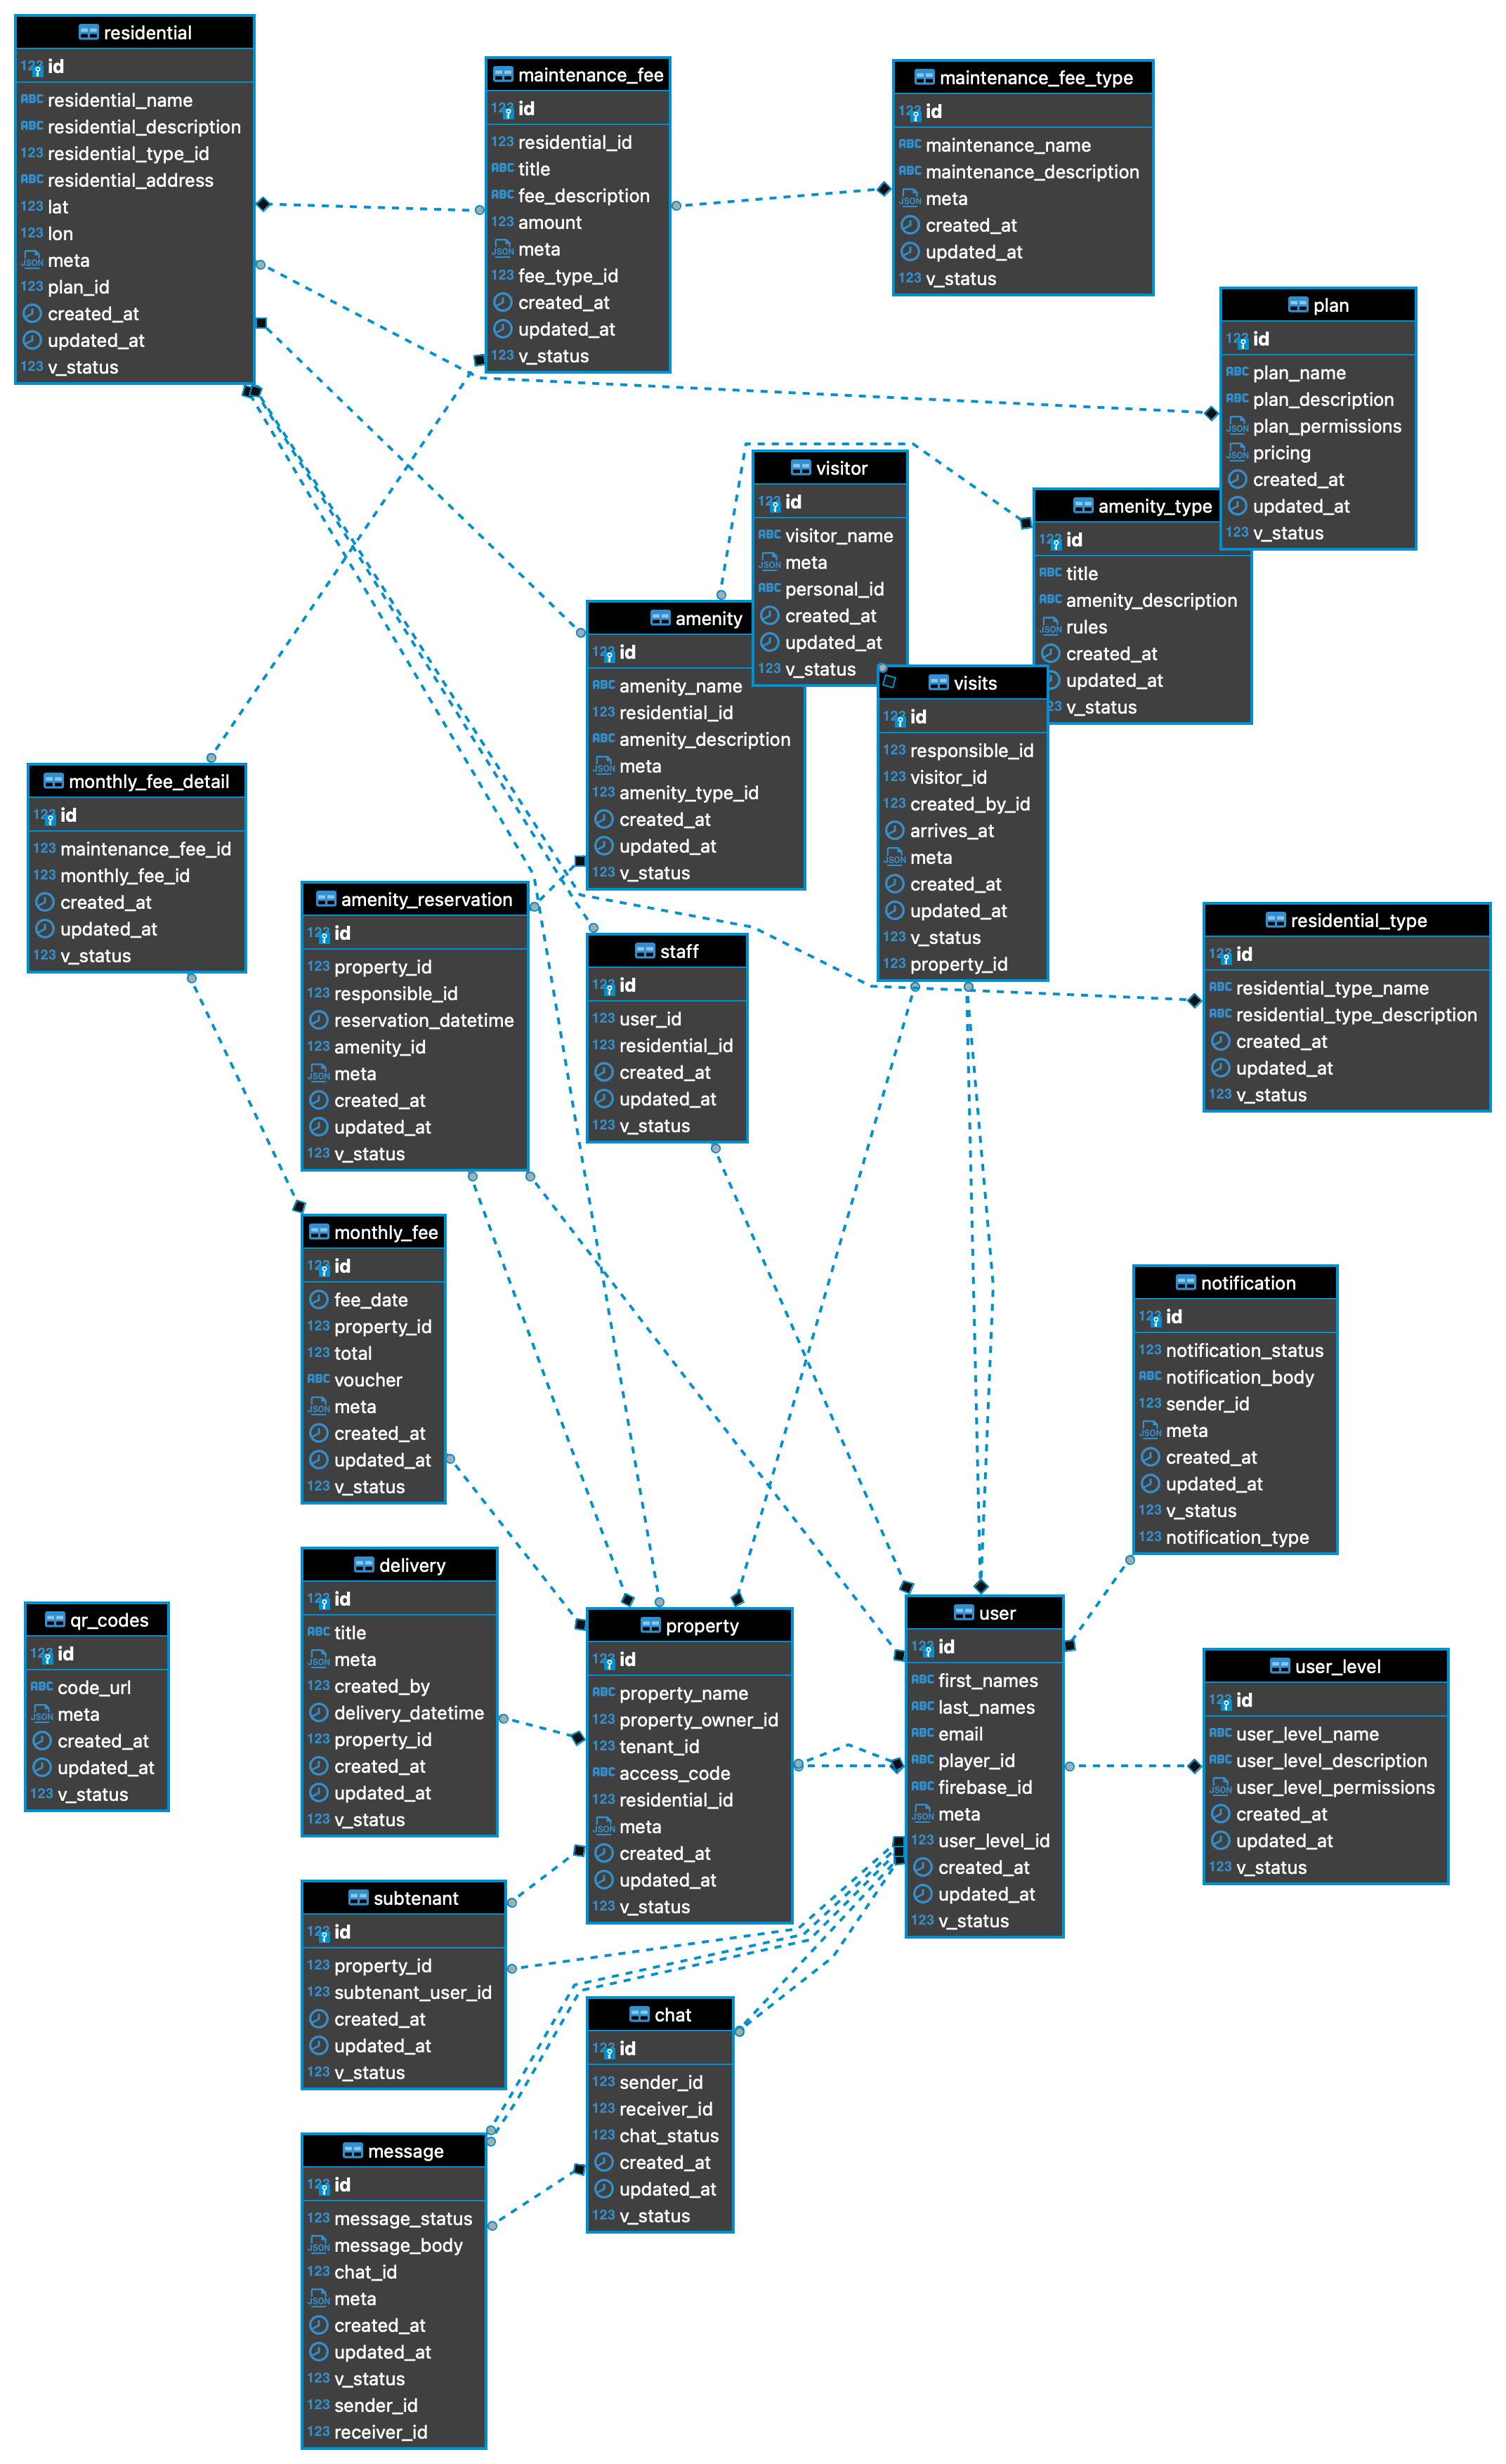 residential
id
residential_name
residential_description
residential_type_id
residential_address
lat
lon
meta
plan_id
created_at
updated_at
v_status
maintenance_fee
id
residential_id
title
fee_description
amount
meta
fee_type_id
created_at
updated_at
v_status
maintenance_fee_type
id
maintenance_name
maintenance_description
meta
created_at
updated_at
v_status
plan
id
plan_name
plan_description
plan_permissions
pricing
created_at
updated_at
v_status
visitor
id
visitor_name
meta
personal_id
created_at
updated_at
v_status
amenity_type
id
title
amenity_description
rules
created_at
updated_at
v_status
amenity
id
amenity_name
residential_id
amenity_description
meta
amenity_type_id
created_at
updated_at
v_status
visits
id
responsible_id
visitor_id
created_by_id
arrives_at
meta
created_at
updated_at
v_status
property_id
monthly_fee_detail
id
maintenance_fee_id
monthly_fee_id
created_at
updated_at
v_status
amenity_reservation
id
property_id
responsible_id
reservation_datetime
amenity_id
meta
created_at
updated_at
v_status
staff
id
user_id
residential_id
created_at
updated_at
v_status
residential_type
id
residential_type_name
residential_type_description
created_at
updated_at
v_status
monthly_fee
id
fee_date
property_id
total
voucher
meta
created_at
updated_at
v_status
notification
id
notification_status
notification_body
sender_id
meta
created_at
updated_at
v_status
notification_type
delivery
id
title
meta
created_by
delivery_datetime
property_id
created_at
updated_at
v_status
qr_codes
id
code_url
meta
created_at
updated_at
v_status
property
id
property_name
property_owner_id
tenant_id
access_code
residential_id
meta
created_at
updated_at
v_status
user
id
first_names
last_names
email
player_id
firebase_id
meta
user_level_id
created_at
updated_at
v_status
user_level
id
user_level_name
user_level_description
user_level_permissions
created_at
updated_at
v_status
subtenant
id
property_id
subtenant_user_id
created_at
updated_at
v_status
chat
id
sender_id
receiver_id
chat_status
created_at
updated_at
v_status
message
id
message_status
message_body
chat_id
meta
created_at
updated_at
v_status
sender_id
receiver_id